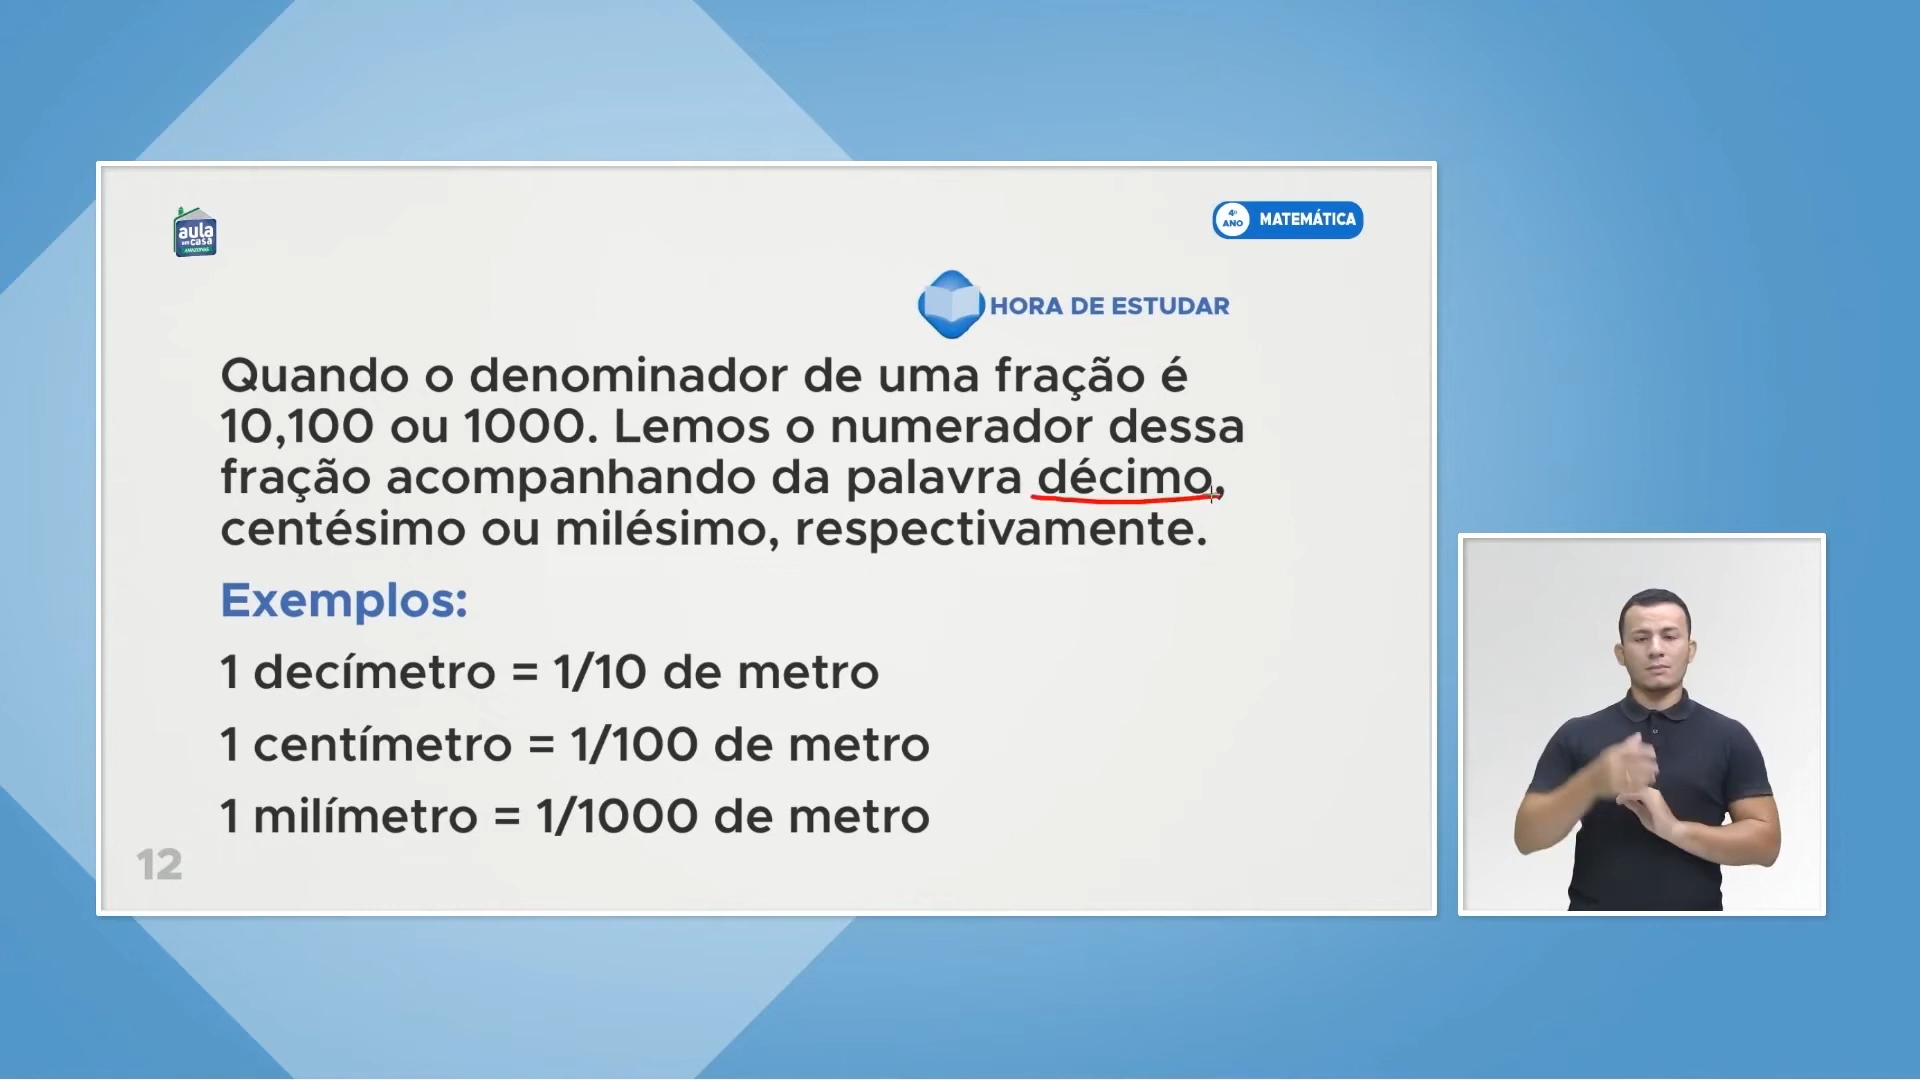 aula
em casa
AMAZONAS
4º
ANO
MATEMÁTICA
HORA DE ESTUDAR
Quando o denominador de uma fração é
10,100 ou 1000. Lemos o numerador dessa
fração acompanhando da palavra décimo,
centésimo ou milésimo, respectivamente.
Exemplos:
1 decímetro = 1/10 de metro
1 centímetro = 1/100 de metro
1 milímetro = 1/1000 de metro
12